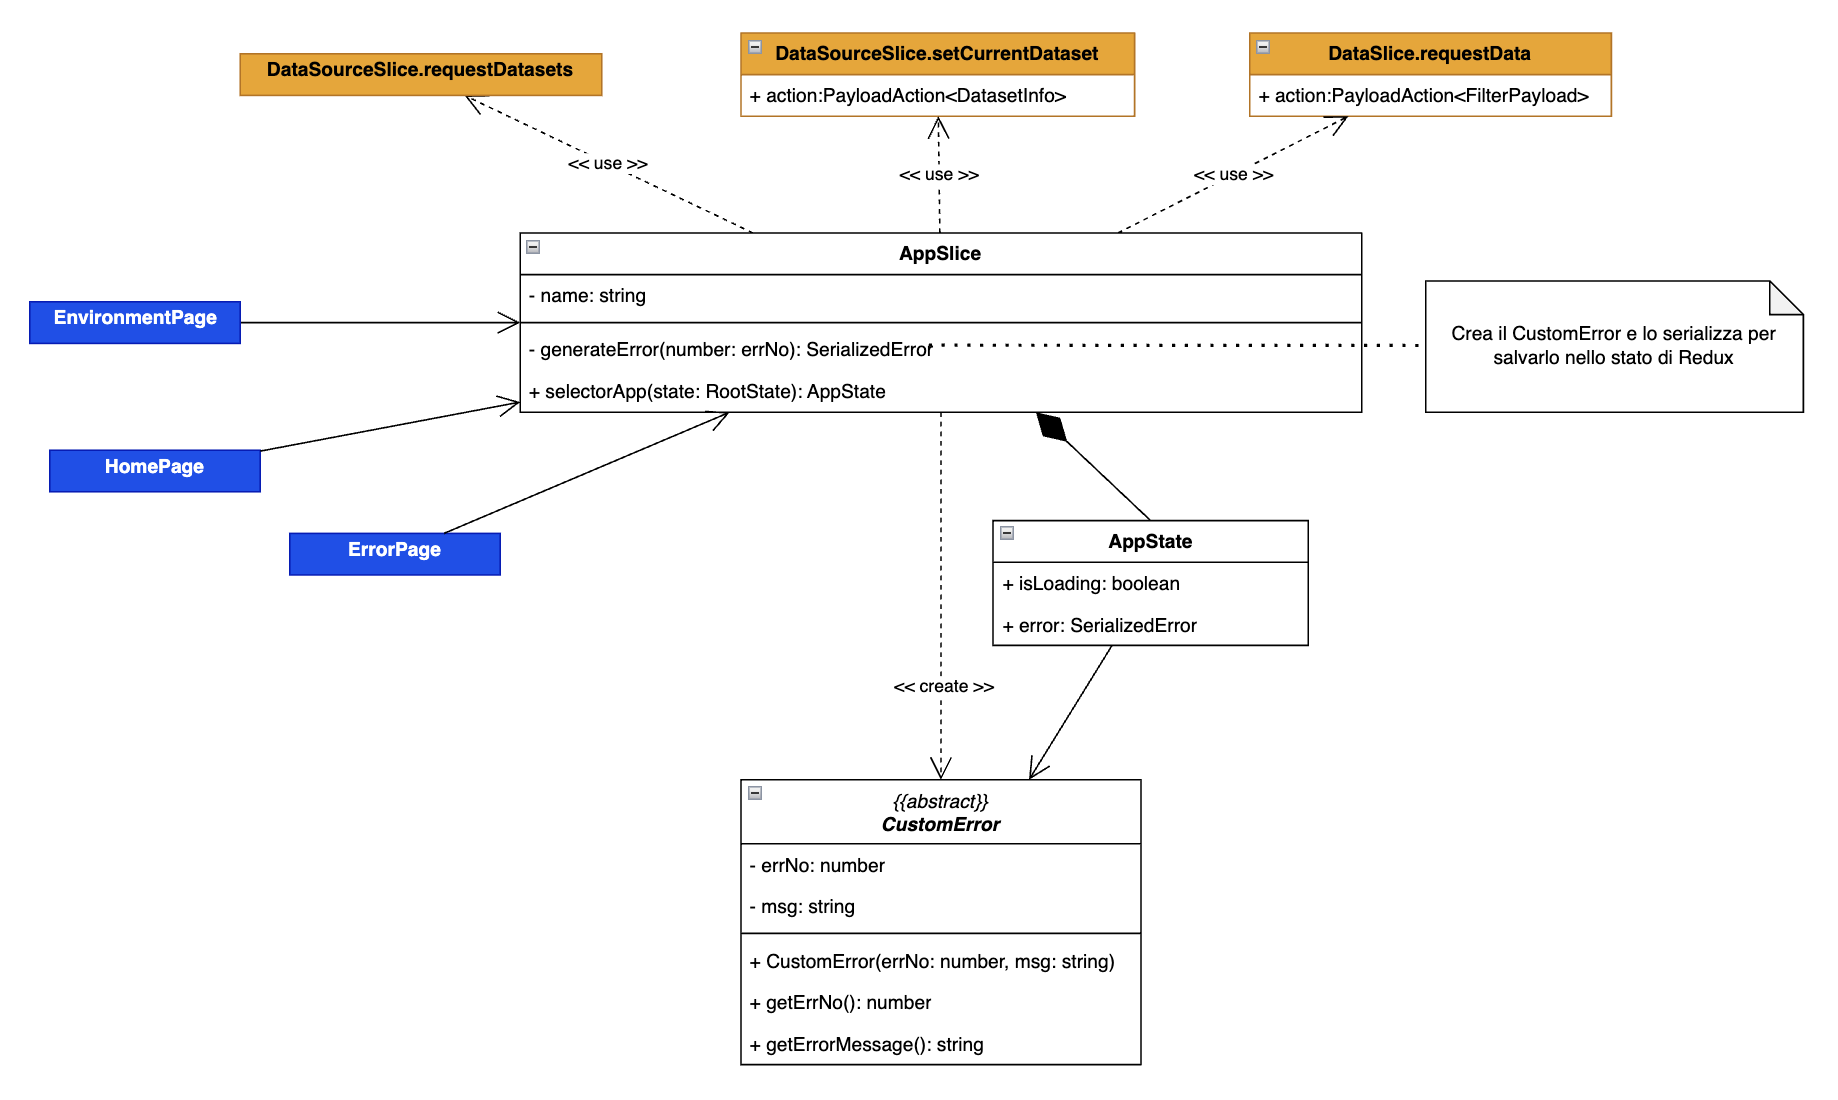 DataSourceSlice.requestDatasets
DataSourceSlice.setCurrentDataset
+ action:PayloadAction<DatasetInfo>
DataSlice.requestData
+ action:PayloadAction<FilterPayload>
<< use >>
<< use >>
<< use >>
AppSlice
- name: string
- generateError(number: errNo): SerializedError
+ selectorApp(state: RootState): AppState
Crea il CustomError e lo serializza per
salvarlo nello stato di Redux
EnvironmentPage
HomePage
ErrorPage
AppState
+ isLoading: boolean
+ error: SerializedError
<< create >>
{{abstract}}
CustomError
- errNo: number
- msg: string
+ CustomError(errNo: number, msg: string)
+ getErrNo(): number
+ getErrorMessage(): string